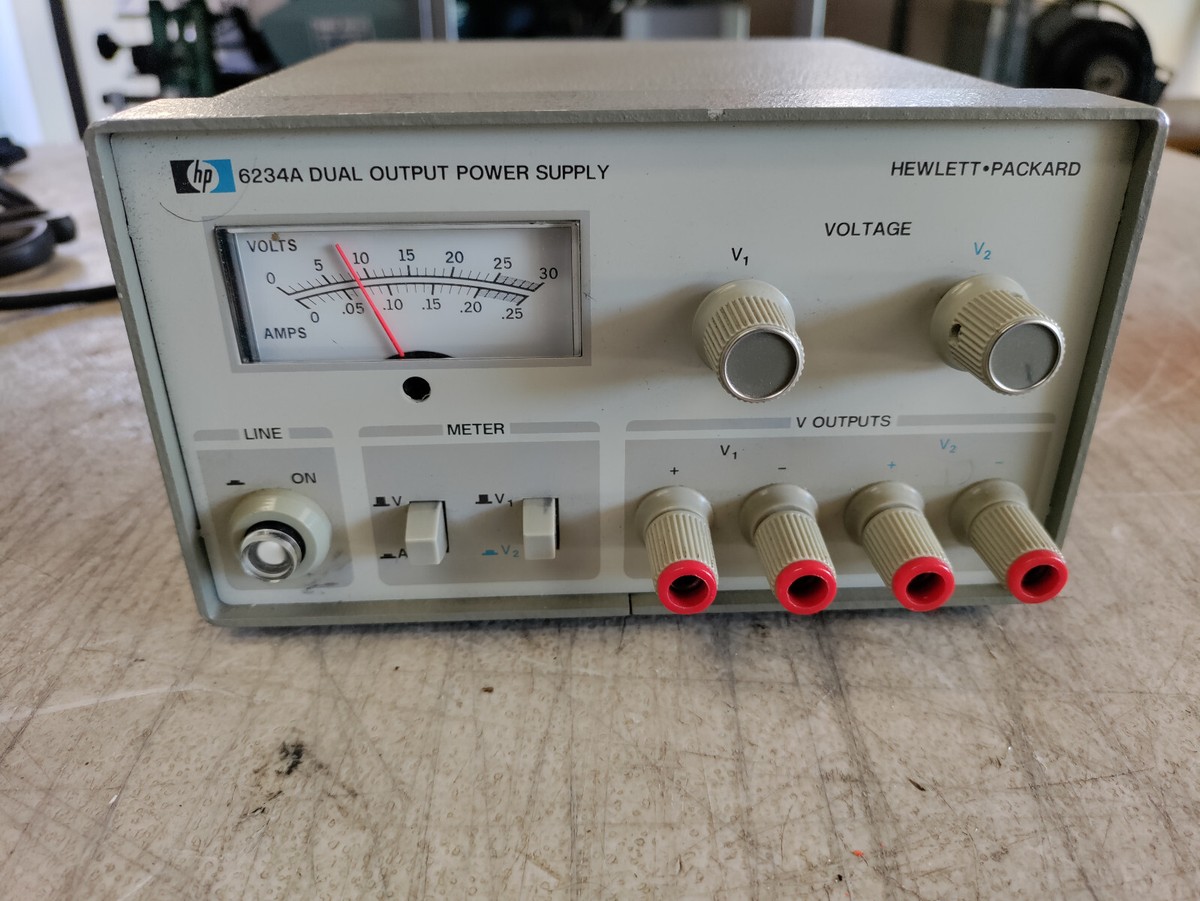 hp 6234A DUAL OUTPUT POWER SUPPLY
HEWLETT•PACKARD
VOLTS
0 5 10 15 20 25 30
0 .05 .10 .15 .20 .25
AMPS
VOLTAGE
V₁ V₂
LINE
ON
METER
V V₁
A V₂
V OUTPUTS
V₁ V₂
+ − + −